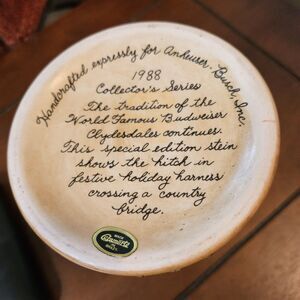 Handcrafted expressly for Anheuser-Busch, Inc.
1988
Collector's Series
The tradition of the
World Famous Budweiser
Clydesdales continues.
This special edition stein
shows the hitch in
festive holiday harness
crossing a country
bridge.
Ceramarte